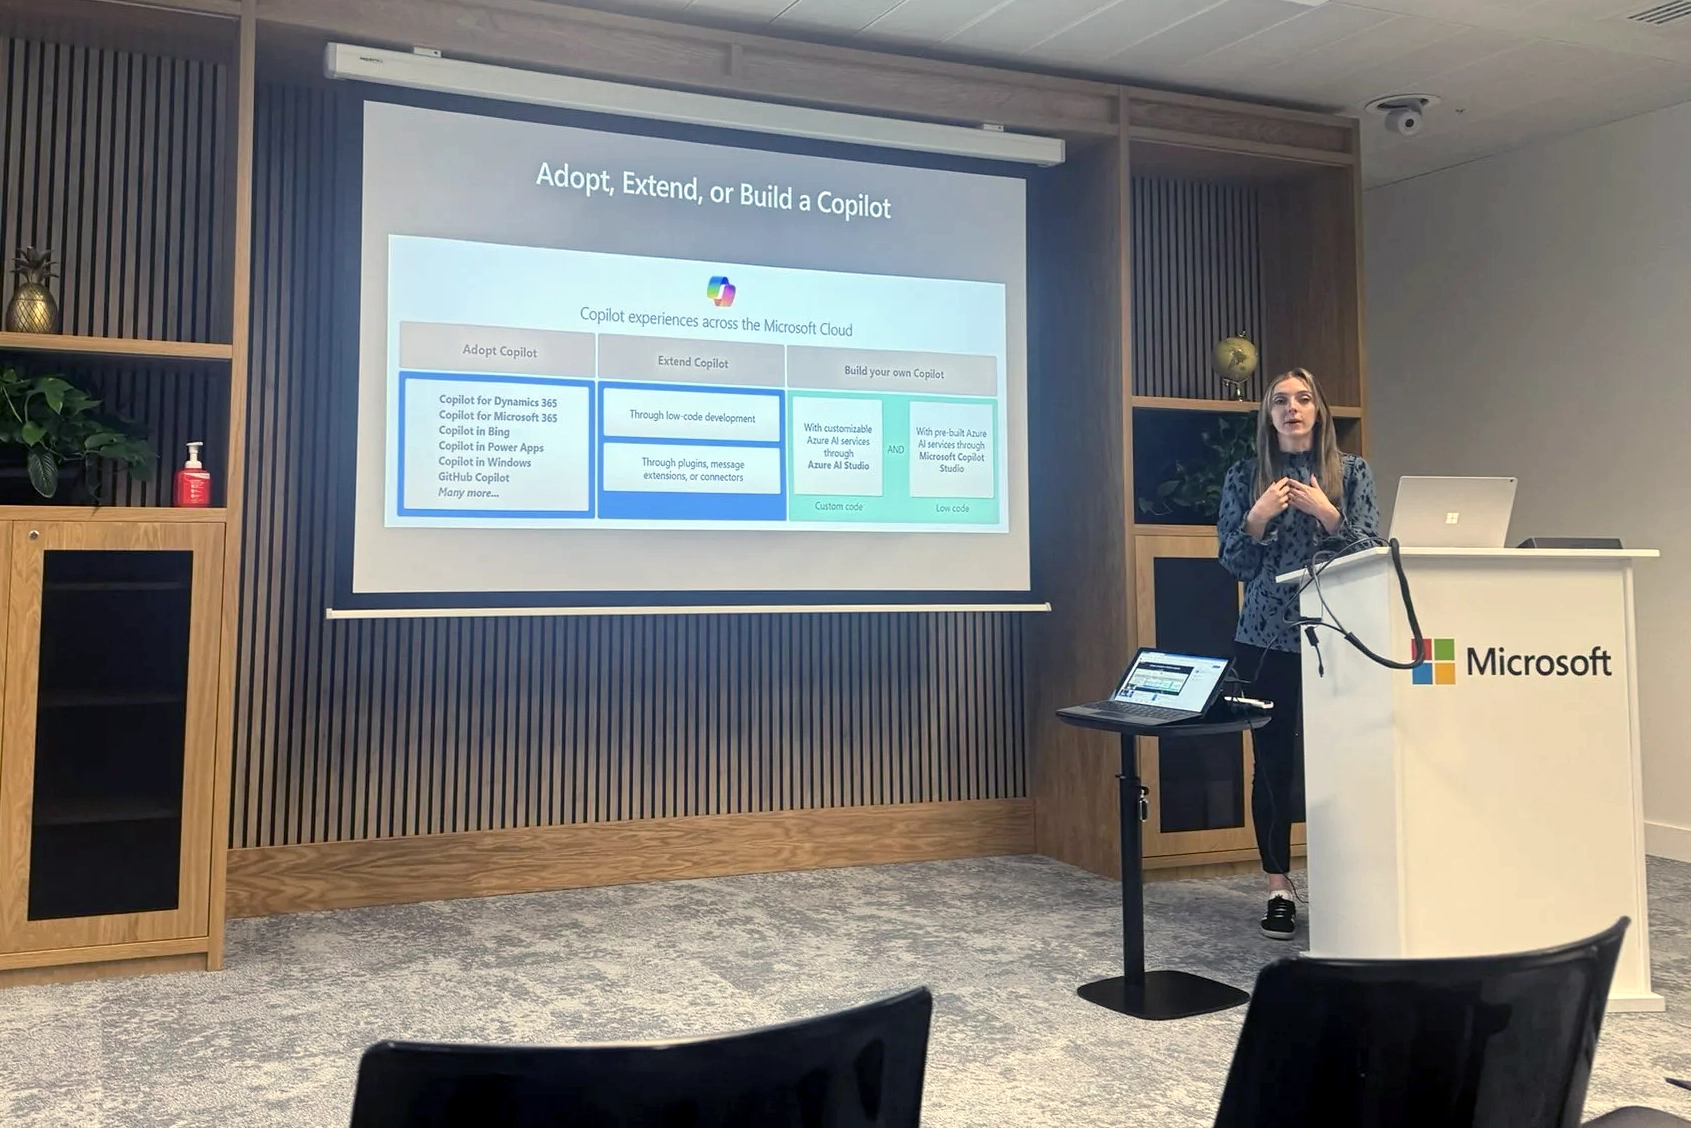 Adopt, Extend, or Build a Copilot
Copilot experiences across the Microsoft Cloud
Adopt Copilot
Copilot for Dynamics 365
Copilot for Microsoft 365
Copilot in Bing
Copilot in Power Apps
Copilot in Windows
GitHub Copilot
Many more...
Extend Copilot
Through low-code development
Through plugins, message
extensions, or connectors
Build your own Copilot
With customizable
Azure AI services
through
Azure AI Studio
Custom code
AND
With pre-built Azure
AI services through
Microsoft Copilot
Studio
Low code
Microsoft